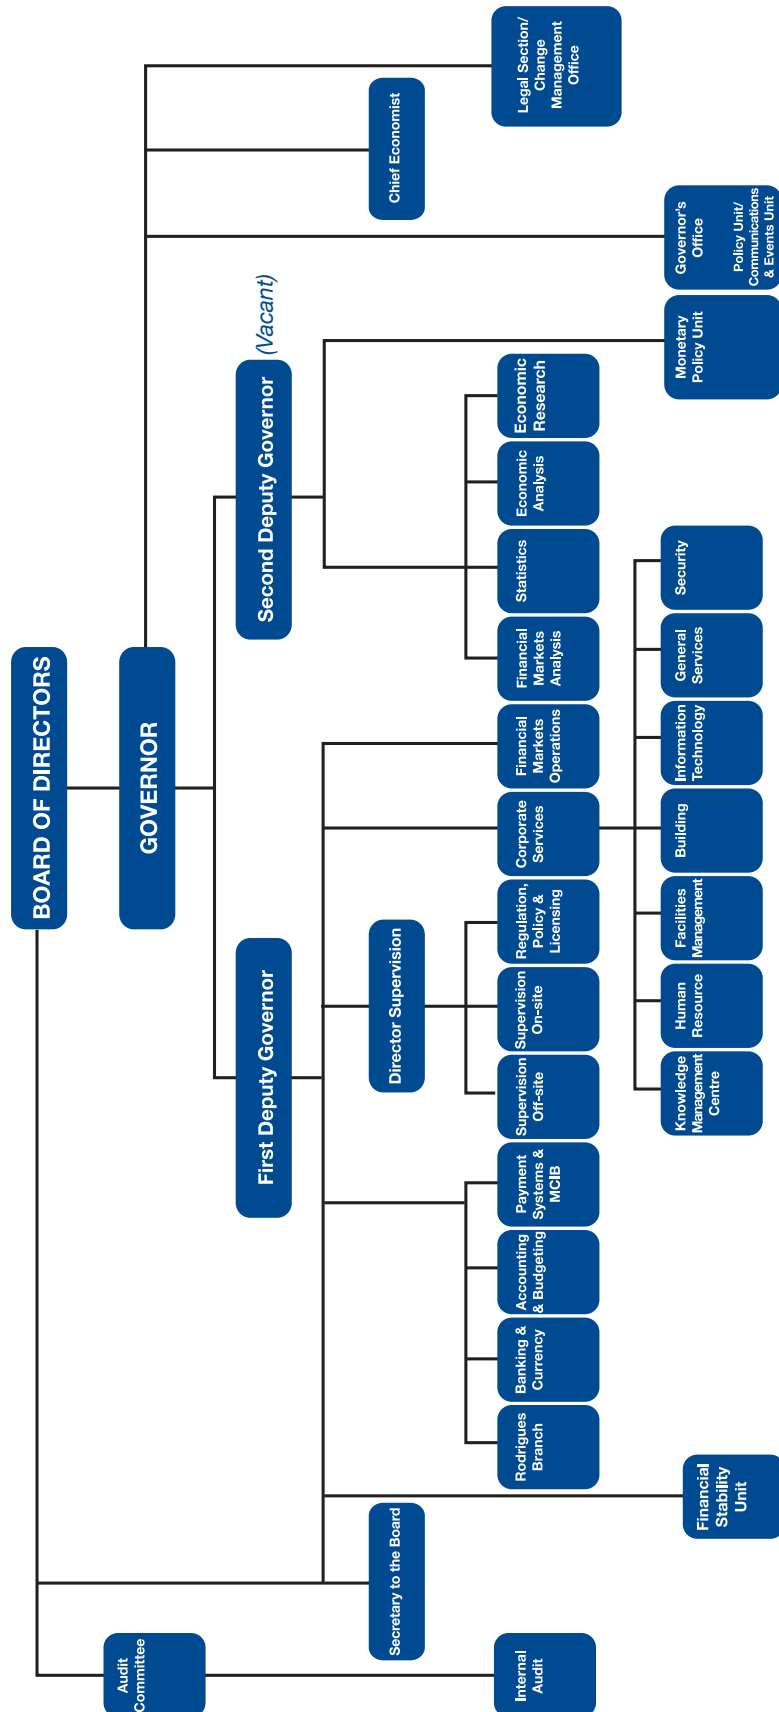 BOARD OF DIRECTORS
GOVERNOR
Audit
Committee
First Deputy Governor
Second Deputy Governor
(Vacant)
Secretary to the Board
Director Supervision
Chief Economist
Internal
Audit
Rodrigues
Branch
Banking &
Currency
Accounting
& Budgeting
Payment
Systems &
MCIB
Supervision
Off-site
Supervision
On-site
Regulation,
Policy &
Licensing
Corporate
Services
Financial
Markets
Operations
Financial
Markets
Analysis
Statistics
Economic
Analysis
Economic
Research
Legal Section/
Change
Management
Office
Financial
Stability
Unit
Knowledge
Management
Centre
Human
Resource
Facilities
Management
Building
Information
Technology
General
Services
Security
Monetary
Policy Unit
Governor's
Office
Policy Unit/
Communications
& Events Unit